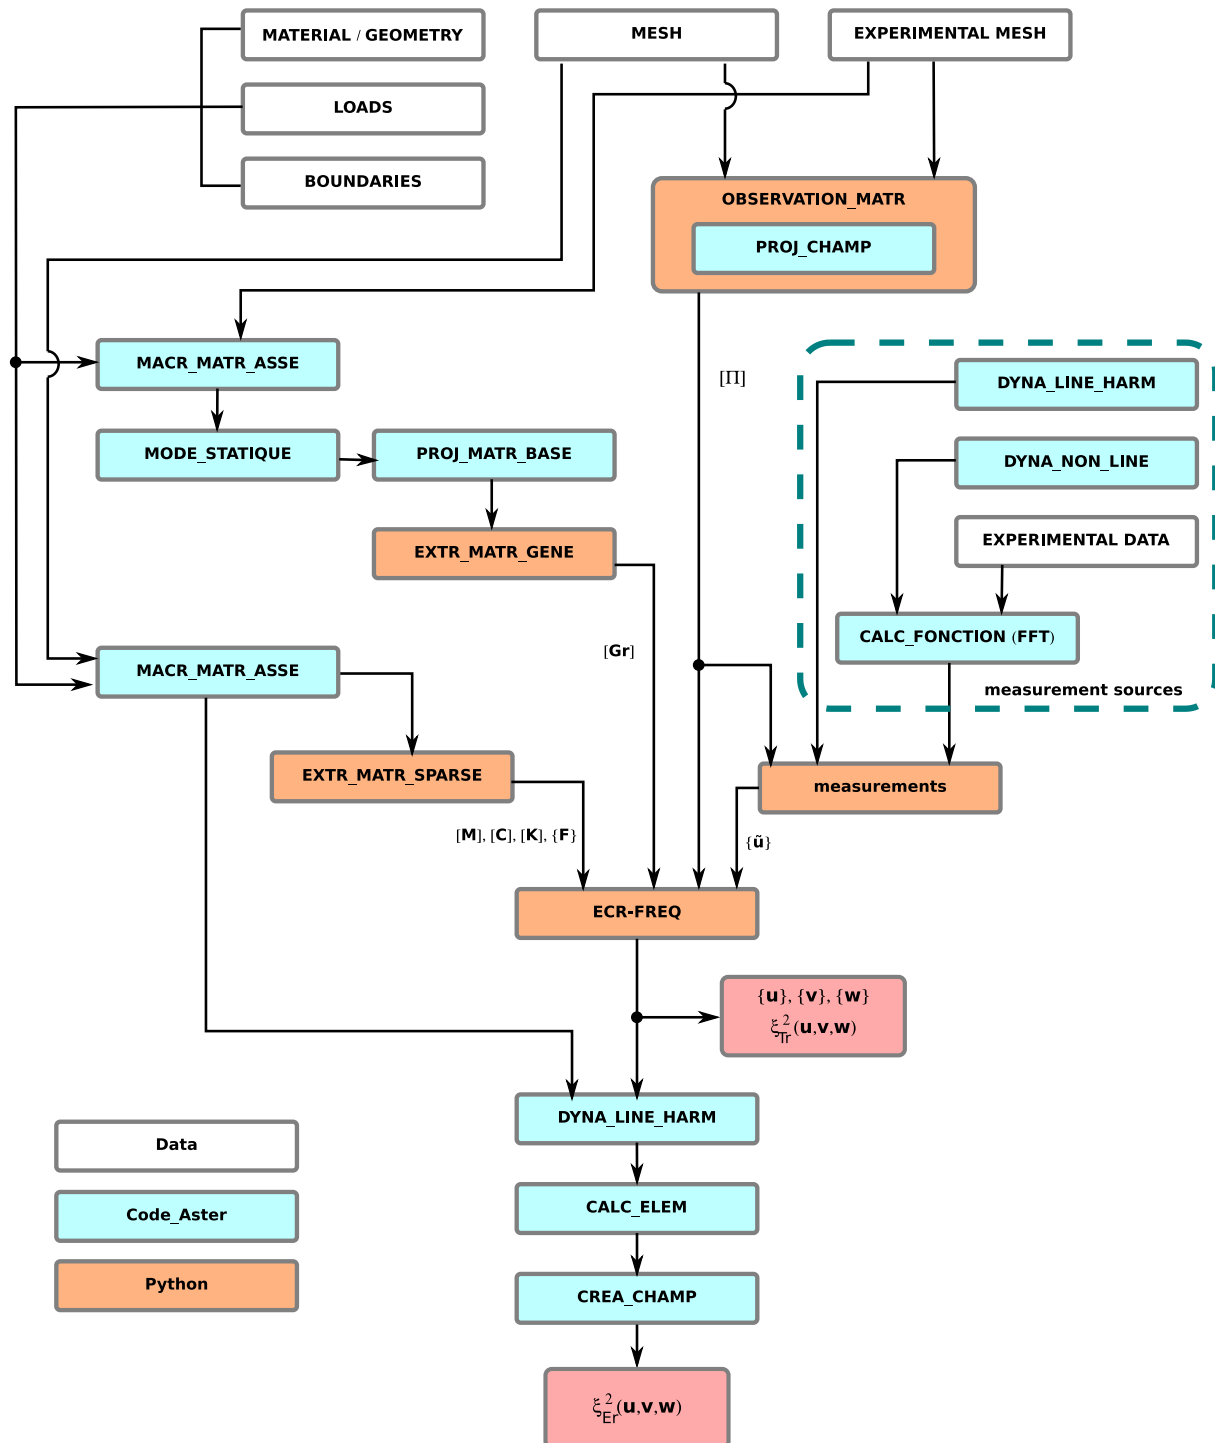 MATERIAL / GEOMETRY
MESH
EXPERIMENTAL MESH
LOADS
BOUNDARIES
OBSERVATION_MATR
PROJ_CHAMP
MACR_MATR_ASSE
[Π]
DYNA_LINE_HARM
MODE_STATIQUE
PROJ_MATR_BASE
DYNA_NON_LINE
EXTR_MATR_GENE
EXPERIMENTAL DATA
CALC_FONCTION (FFT)
[Gr]
MACR_MATR_ASSE
measurement sources
EXTR_MATR_SPARSE
measurements
[M], [C], [K], {F}
{ũ}
ECR-FREQ
{u}, {v}, {w}
ξ²Tr(u,v,w)
DYNA_LINE_HARM
Data
CALC_ELEM
Code_Aster
Python
CREA_CHAMP
ξ²Er(u,v,w)